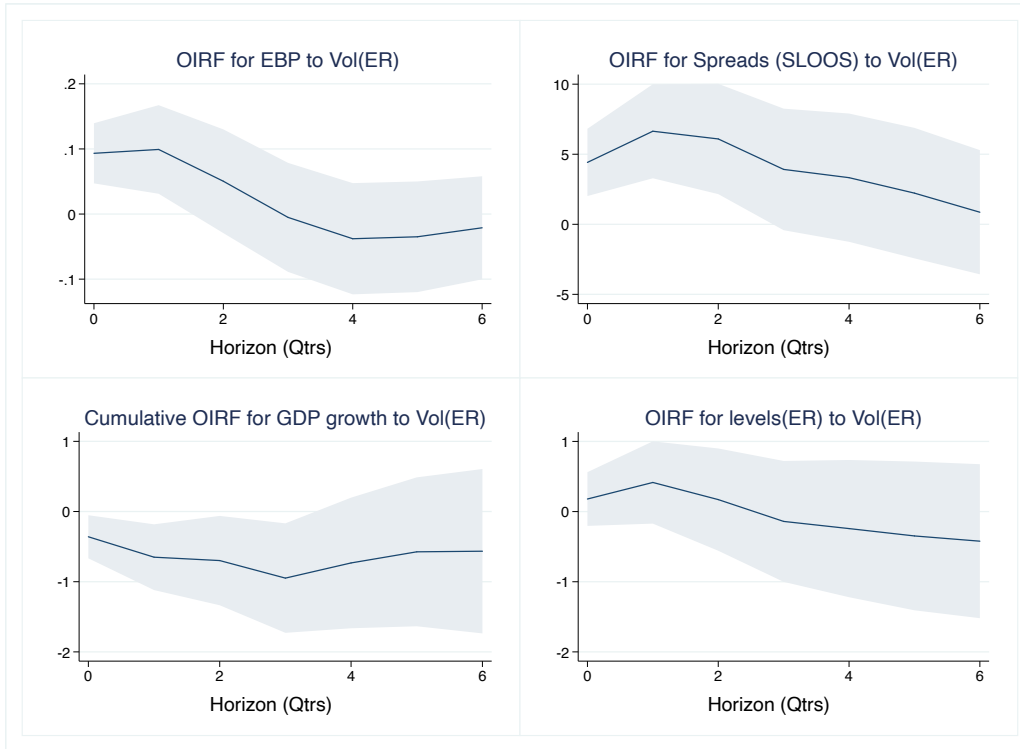 OIRF for EBP to Vol(ER)
.2
.1
0
-.1
0 2 4 6
Horizon (Qtrs)
OIRF for Spreads (SLOOS) to Vol(ER)
10
5
0
-5
0 2 4 6
Horizon (Qtrs)
Cumulative OIRF for GDP growth to Vol(ER)
1
0
-1
-2
0 2 4 6
Horizon (Qtrs)
OIRF for levels(ER) to Vol(ER)
1
0
-1
-2
0 2 4 6
Horizon (Qtrs)